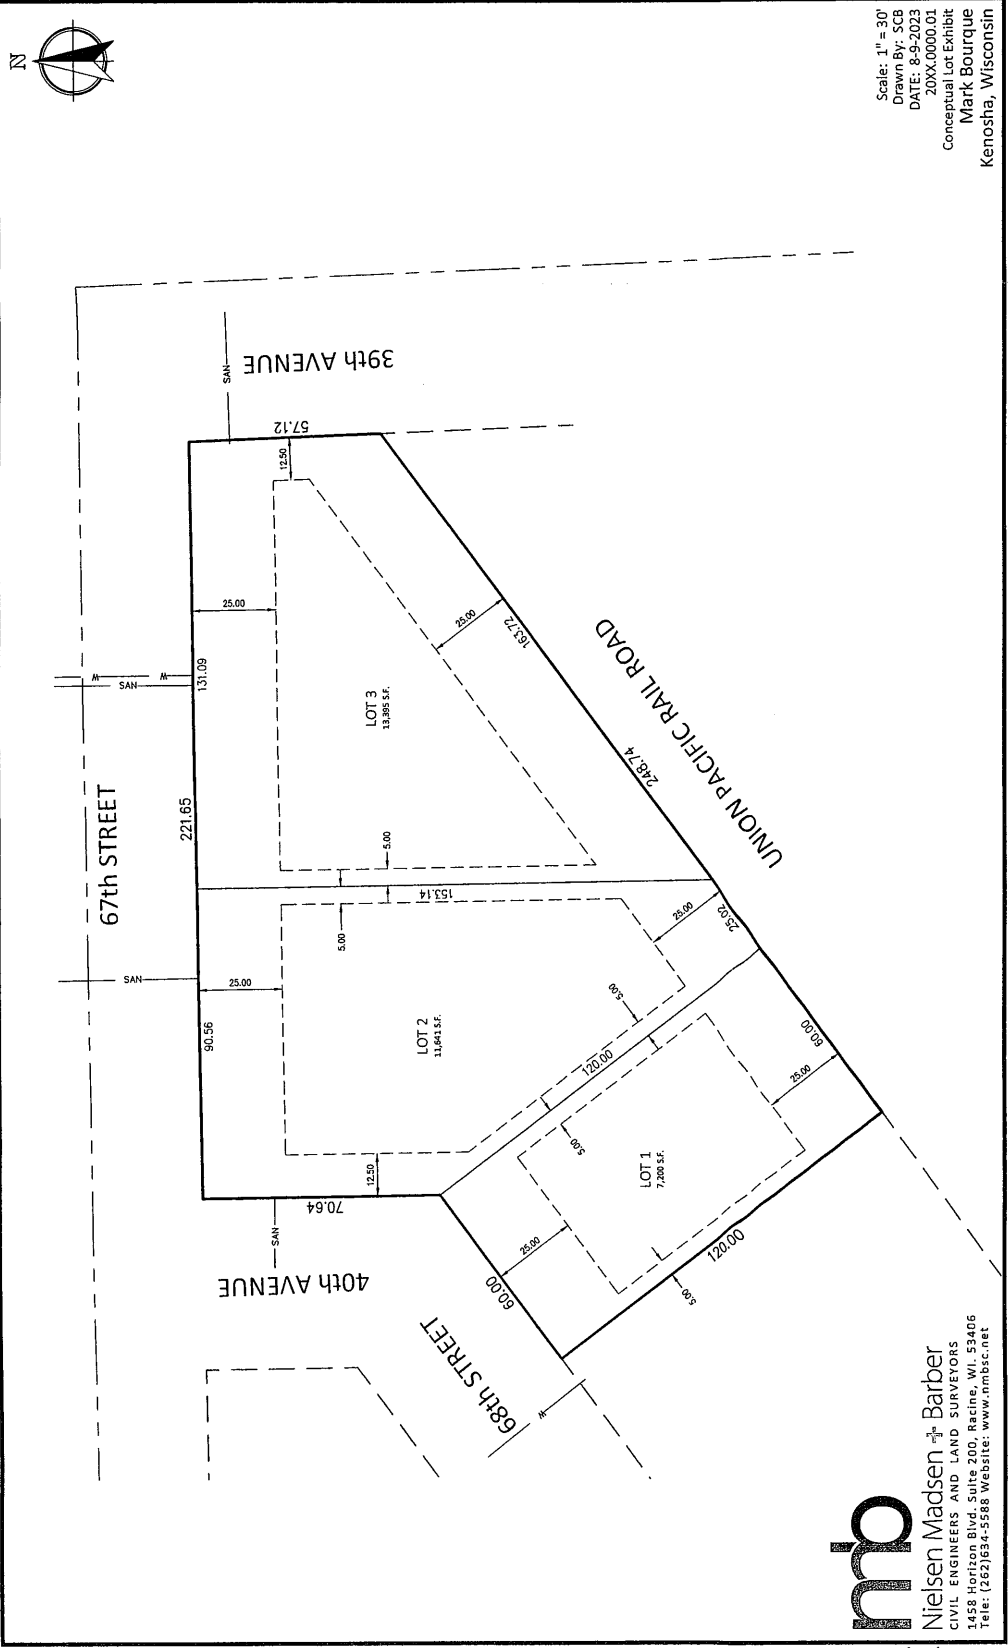 N
67th STREET
SAN
SAN
W
W
221.65
90.56
131.09
25.00
25.00
39th AVENUE
SAN
57.12
12.50
LOT 3
13,395 S.F.
25.00
163.72
248.74
UNION PACIFIC RAIL ROAD
5.00
153.14
5.00
LOT 2
11,641 S.F.
40th AVENUE
SAN
70.64
12.50
25.00
25.02
5.00
120.00
5.00
LOT 1
7,200 S.F.
60.00
25.00
68th STREET
W
60.00
25.00
120.00
5.00
nmb
Nielsen Madsen + Barber
CIVIL ENGINEERS AND LAND SURVEYORS
1458 Horizon Blvd. Suite 200, Racine, WI. 53406
Tele: (262)634-5588 Website: www.nmbsc.net
Scale: 1" = 30'
Drawn By: SCB
DATE: 8-9-2023
20XX.0000.01
Conceptual Lot Exhibit
Mark Bourque
Kenosha, Wisconsin